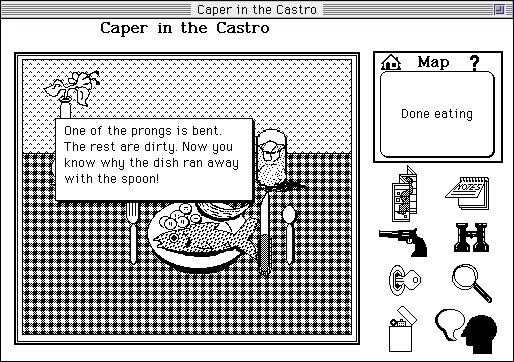 Caper in the Castro
Caper in the Castro
Map ?
One of the prongs is bent.
The rest are dirty. Now you
know why the dish ran away
with the spoon!
Done eating
NOTES